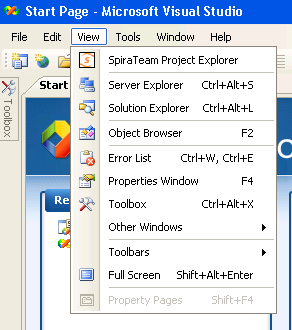 Start Page - Microsoft Visual Studio
File Edit View Tools Window Help
Toolbox
Start
SpiraTeam Project Explorer
Server Explorer Ctrl+Alt+S
Solution Explorer Ctrl+Alt+L
Object Browser F2
Error List Ctrl+W, Ctrl+E
Properties Window F4
Toolbox Ctrl+Alt+X
Other Windows
Toolbars
Full Screen Shift+Alt+Enter
Property Pages Shift+F4
Re